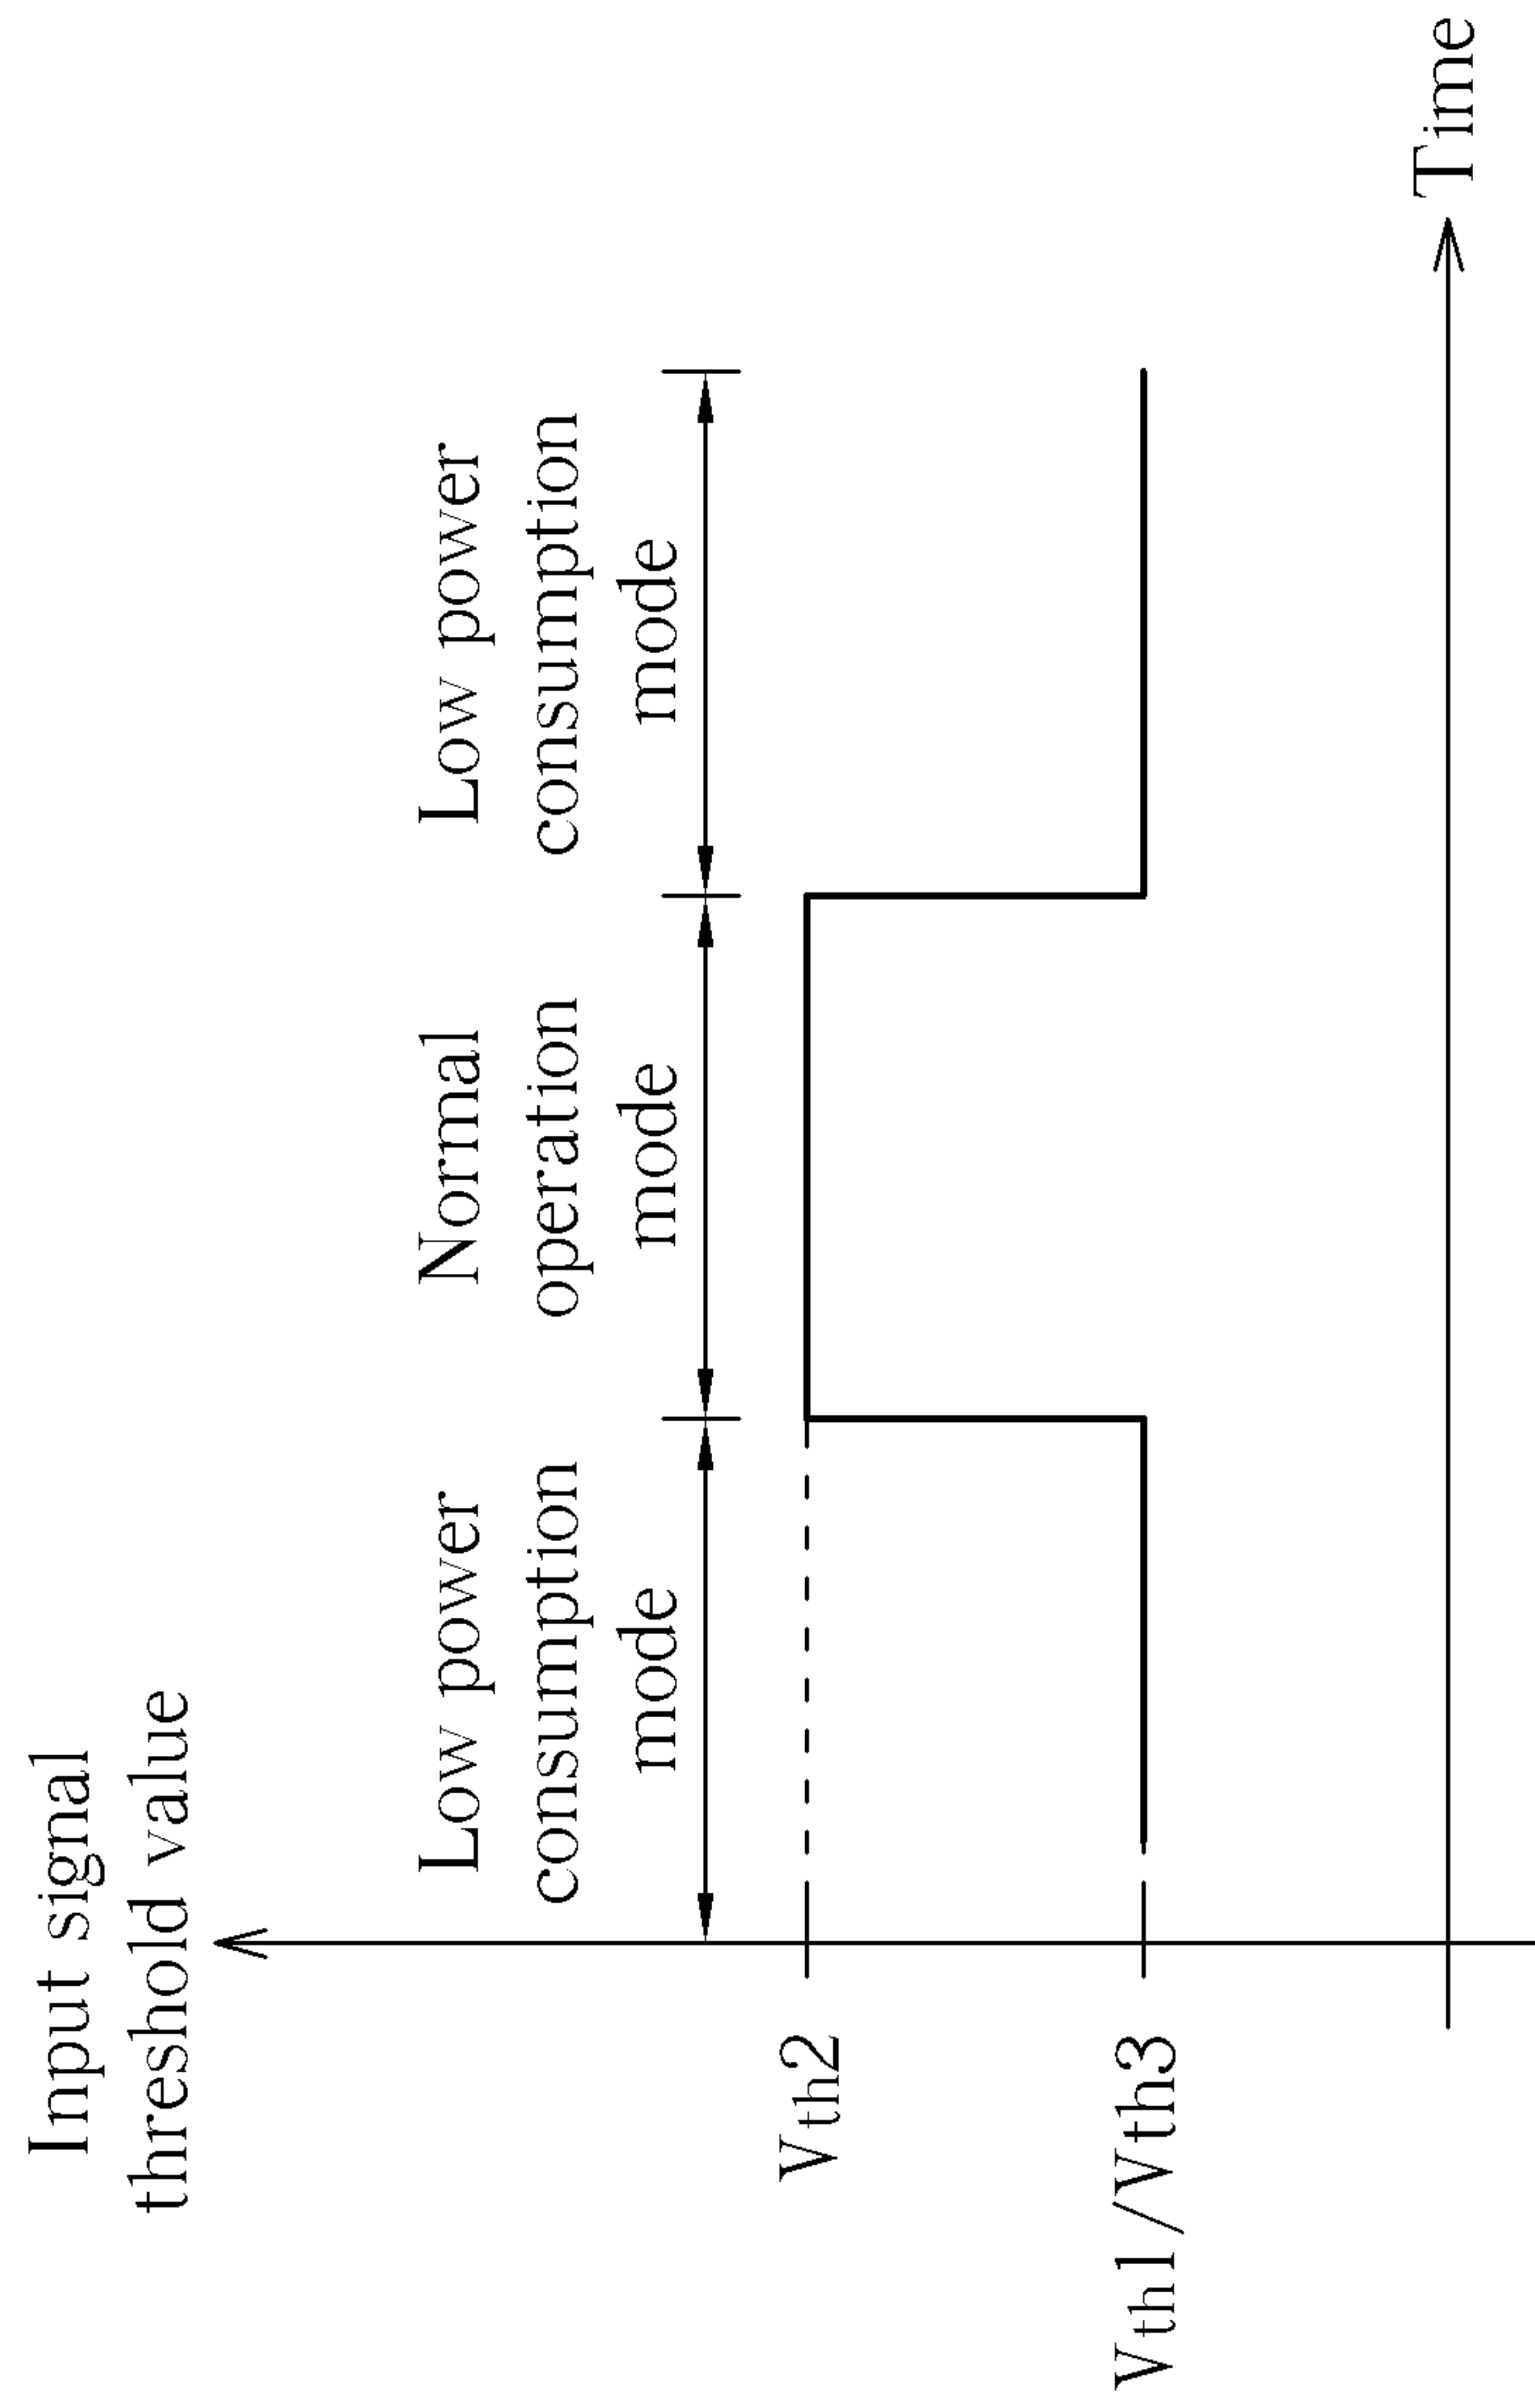 Input signal
threshold value
Low power
consumption
mode
Normal
operation
mode
Low power
consumption
mode
Vth2
Vth1/Vth3
Time